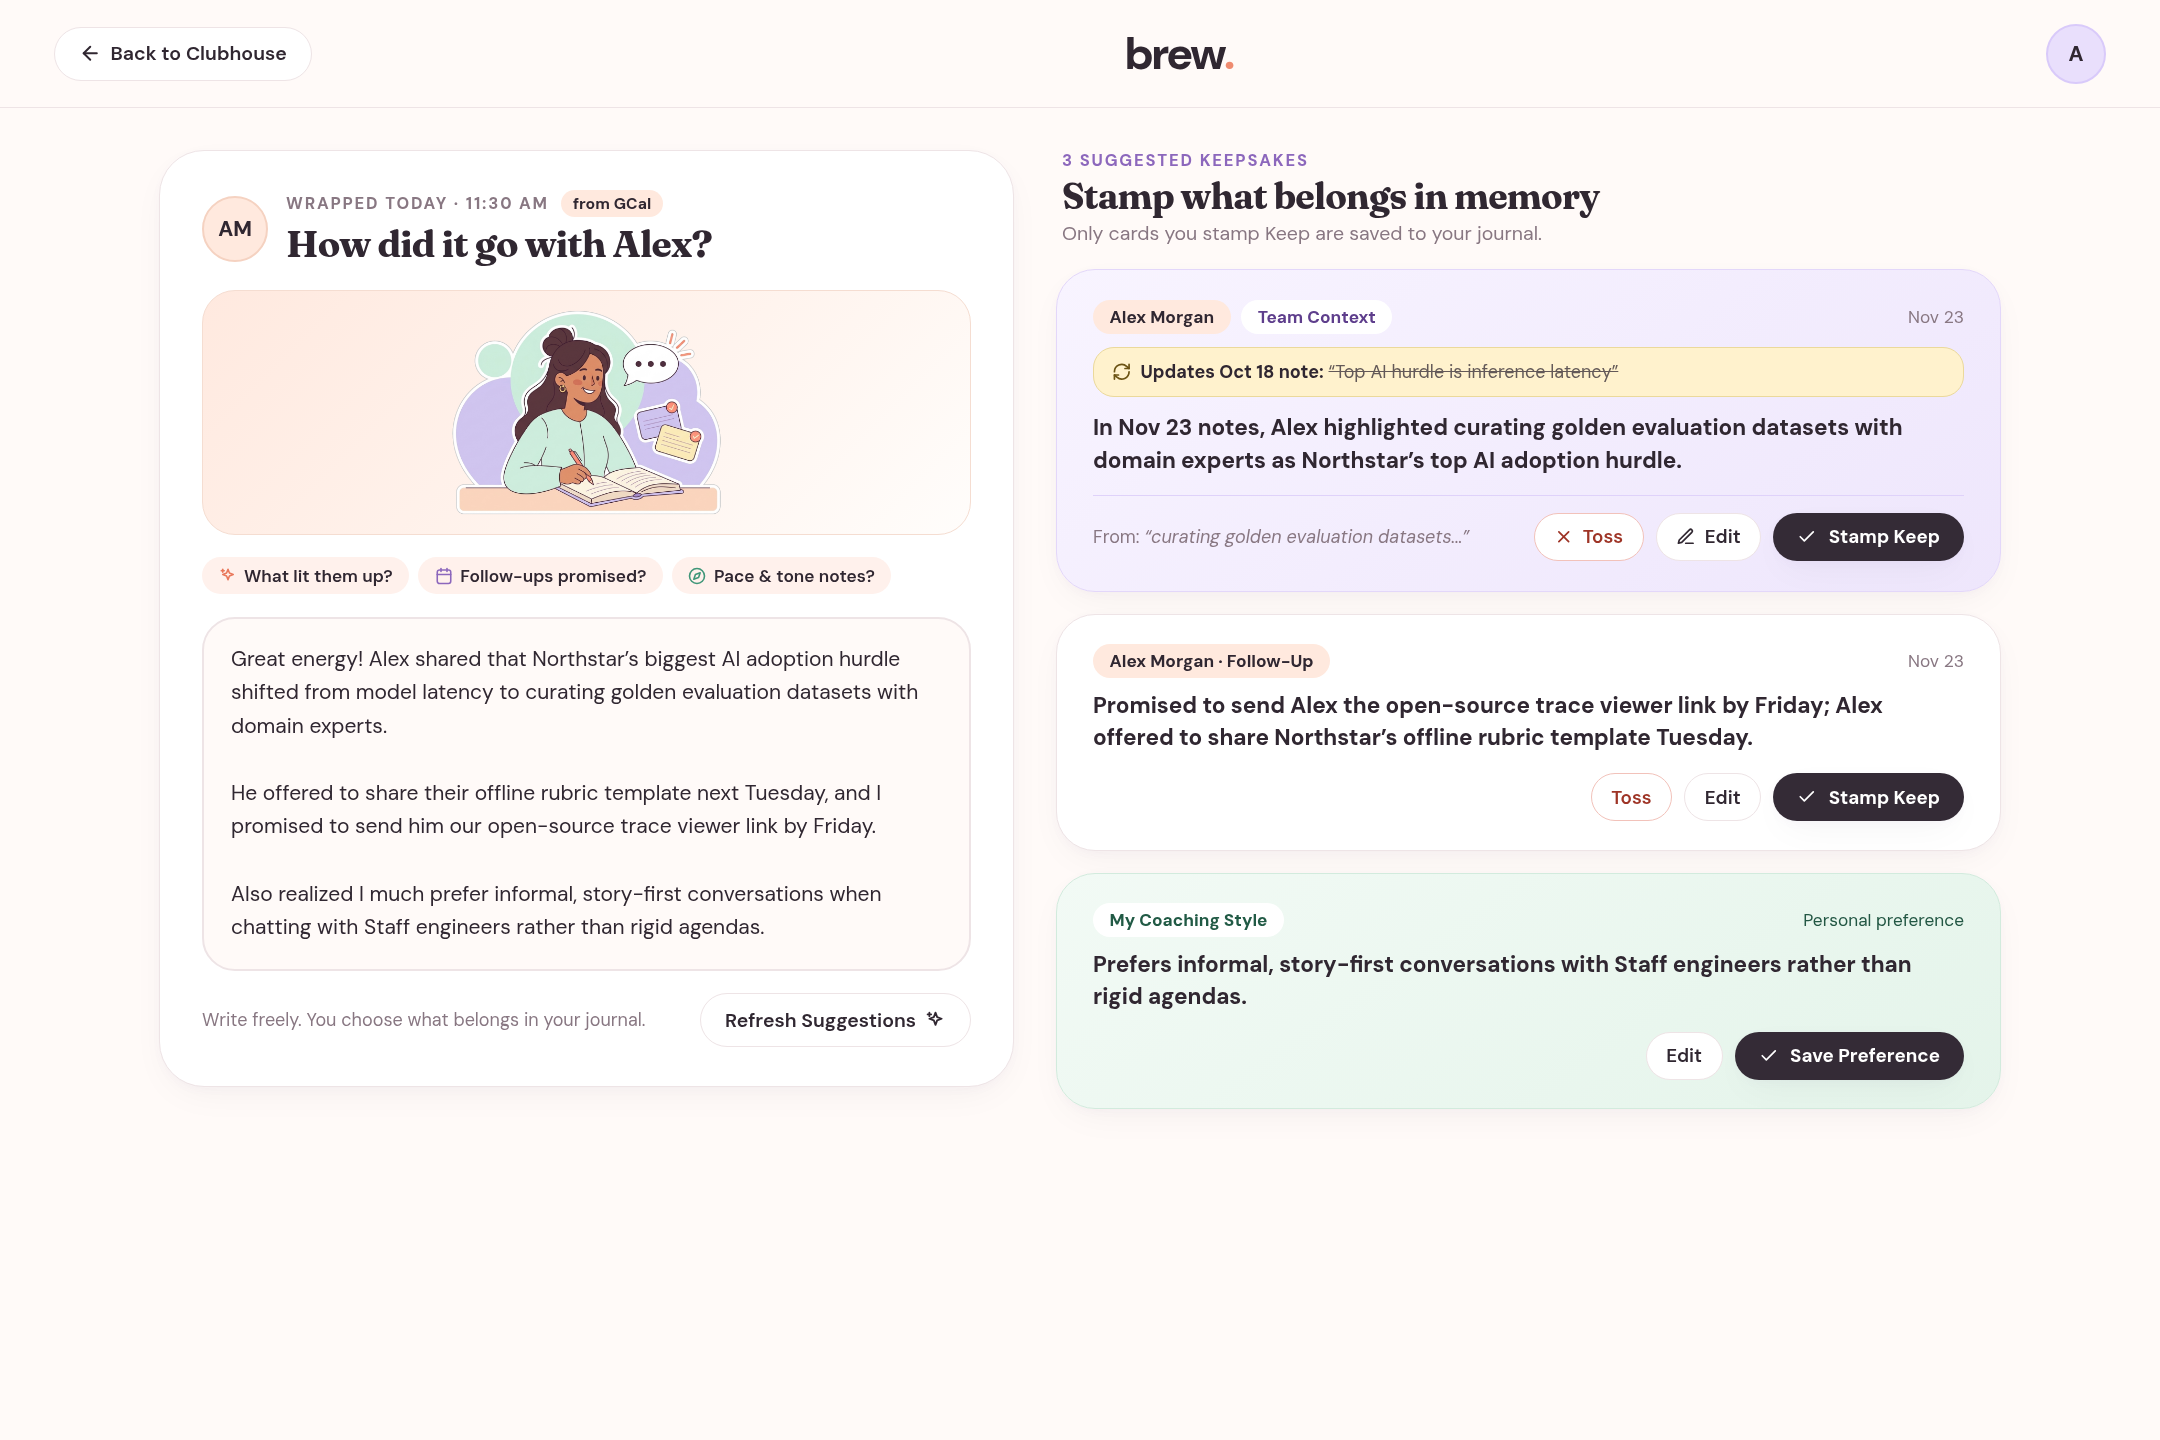 Back to Clubhouse
brew.
A
AM
WRAPPED TODAY · 11:30 AM
from GCal
How did it go with Alex?
What lit them up?
Follow-ups promised?
Pace & tone notes?
Great energy! Alex shared that Northstar’s biggest AI adoption hurdle
shifted from model latency to curating golden evaluation datasets with
domain experts.
He offered to share their offline rubric template next Tuesday, and I
promised to send him our open-source trace viewer link by Friday.
Also realized I much prefer informal, story-first conversations when
chatting with Staff engineers rather than rigid agendas.
Write freely. You choose what belongs in your journal.
Refresh Suggestions
3 SUGGESTED KEEPSAKES
Stamp what belongs in memory
Only cards you stamp Keep are saved to your journal.
Alex Morgan
Team Context
Nov 23
Updates Oct 18 note: “Top AI hurdle is inference latency”
In Nov 23 notes, Alex highlighted curating golden evaluation datasets with
domain experts as Northstar’s top AI adoption hurdle.
From: “curating golden evaluation datasets...”
Toss
Edit
Stamp Keep
Alex Morgan · Follow-Up
Nov 23
Promised to send Alex the open-source trace viewer link by Friday; Alex
offered to share Northstar’s offline rubric template Tuesday.
Toss
Edit
Stamp Keep
My Coaching Style
Personal preference
Prefers informal, story-first conversations with Staff engineers rather than
rigid agendas.
Edit
Save Preference